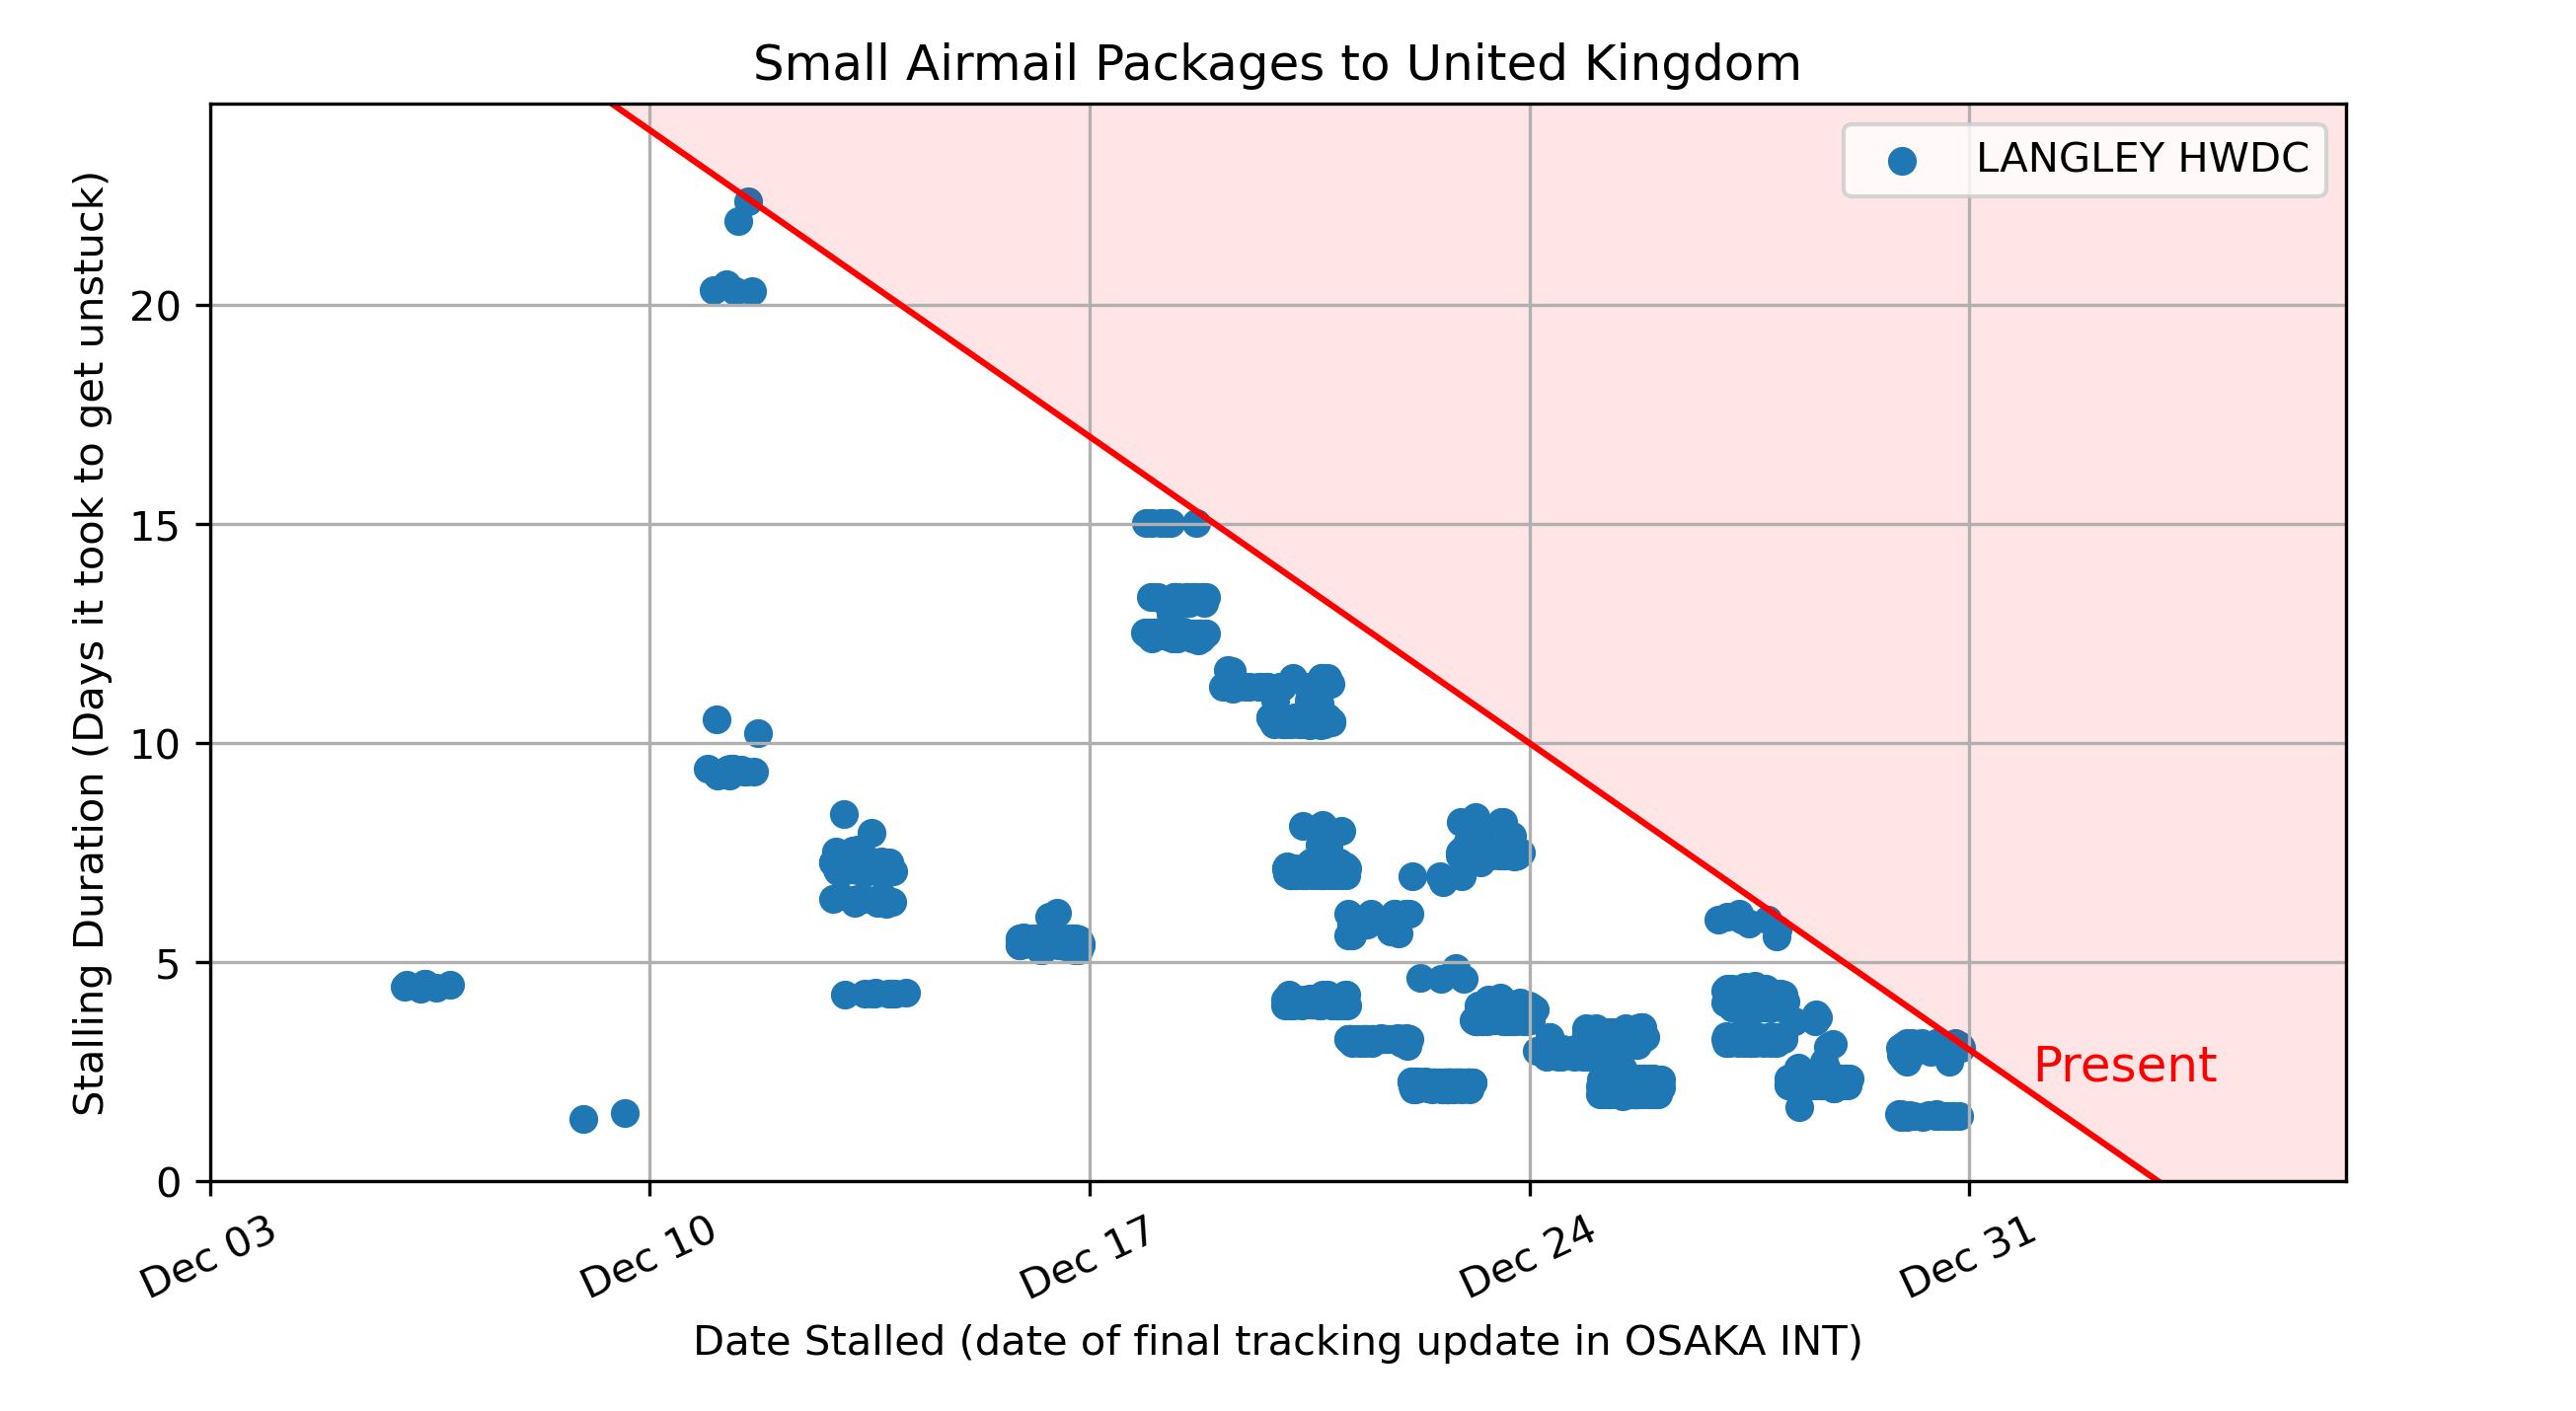 Small Airmail Packages to United Kingdom
LANGLEY HWDC
Stalling Duration (Days it took to get unstuck)
20
15
10
5
0
Present
Dec 03
Dec 10
Dec 17
Dec 24
Dec 31
Date Stalled (date of final tracking update in OSAKA INT)